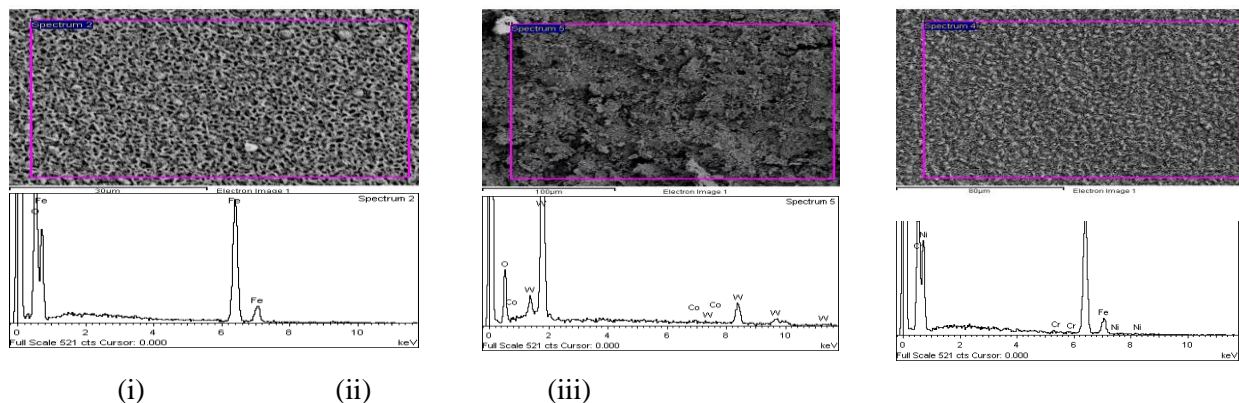 Spectrum 2
30µm Electron Image 1
Spectrum 2
Fe
O
Fe
Fe
0 2 4 6 8 10
Full Scale 521 cts Cursor: 0.000 keV
Spectrum 5
100µm Electron Image 1
Spectrum 5
W
O
Co
W
Co
Co
W
W
W
W
0 2 4 6 8 10
Full Scale 521 cts Cursor: 0.000 keV
Spectrum 4
80µm Electron Image 1
Ni
Cr
Cr
Fe
Ni
Ni
0 2 4 6 8 10
Full Scale 521 cts Cursor: 0.000 keV
(i) (ii) (iii)